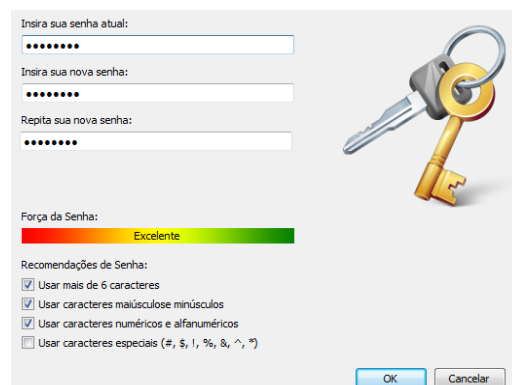 Insira sua senha atual:
●●●●●●●●
Insira sua nova senha:
●●●●●●●●
Repita sua nova senha:
●●●●●●●●
Força da Senha:
Excelente
Recomendações de Senha:
Usar mais de 6 caracteres
Usar caracteres maiúsculose minúsculos
Usar caracteres numéricos e alfanuméricos
Usar caracteres especiais (#, $, !, %, &, ^, *)
OK Cancelar